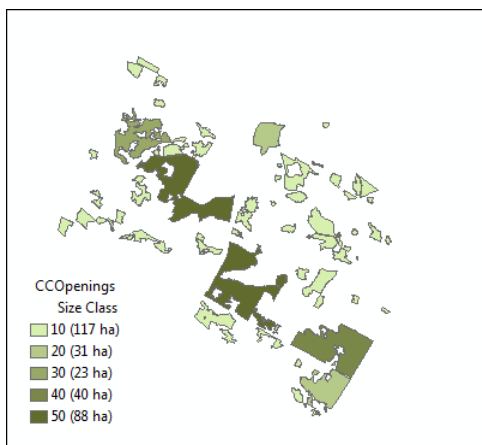 CCOpenings
Size Class
10 (117 ha)
20 (31 ha)
30 (23 ha)
40 (40 ha)
50 (88 ha)